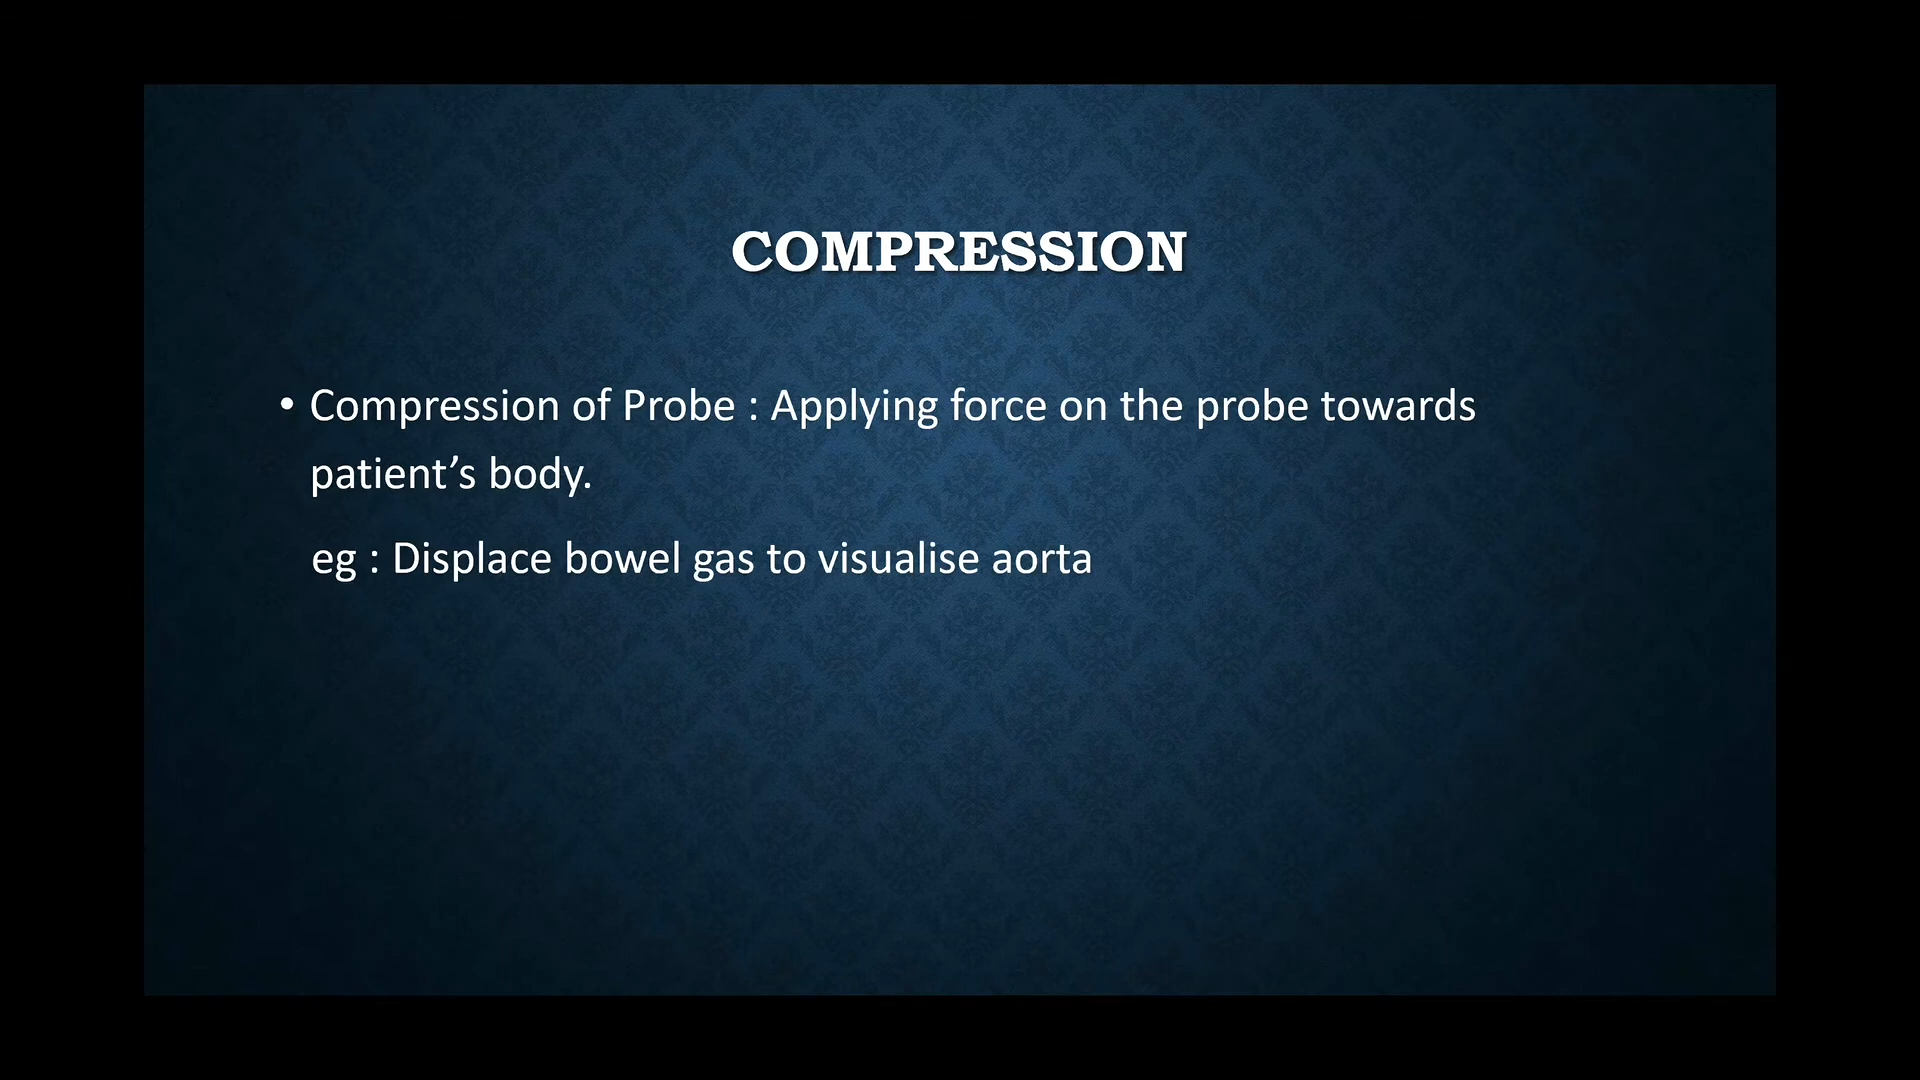 COMPRESSION
• Compression of Probe : Applying force on the probe towards
patient’s body.
eg : Displace bowel gas to visualise aorta